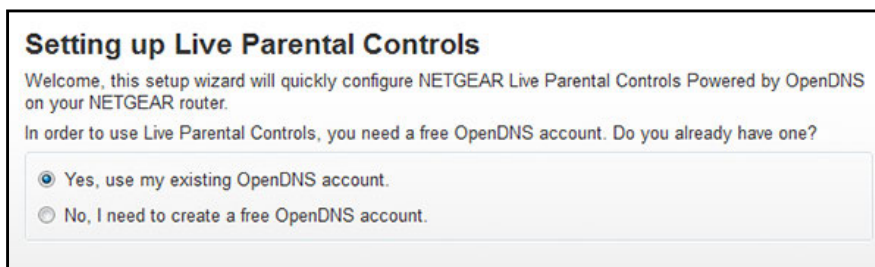 Setting up Live Parental Controls
Welcome, this setup wizard will quickly configure NETGEAR Live Parental Controls Powered by OpenDNS
on your NETGEAR router.
In order to use Live Parental Controls, you need a free OpenDNS account. Do you already have one?
Yes, use my existing OpenDNS account.
No, I need to create a free OpenDNS account.